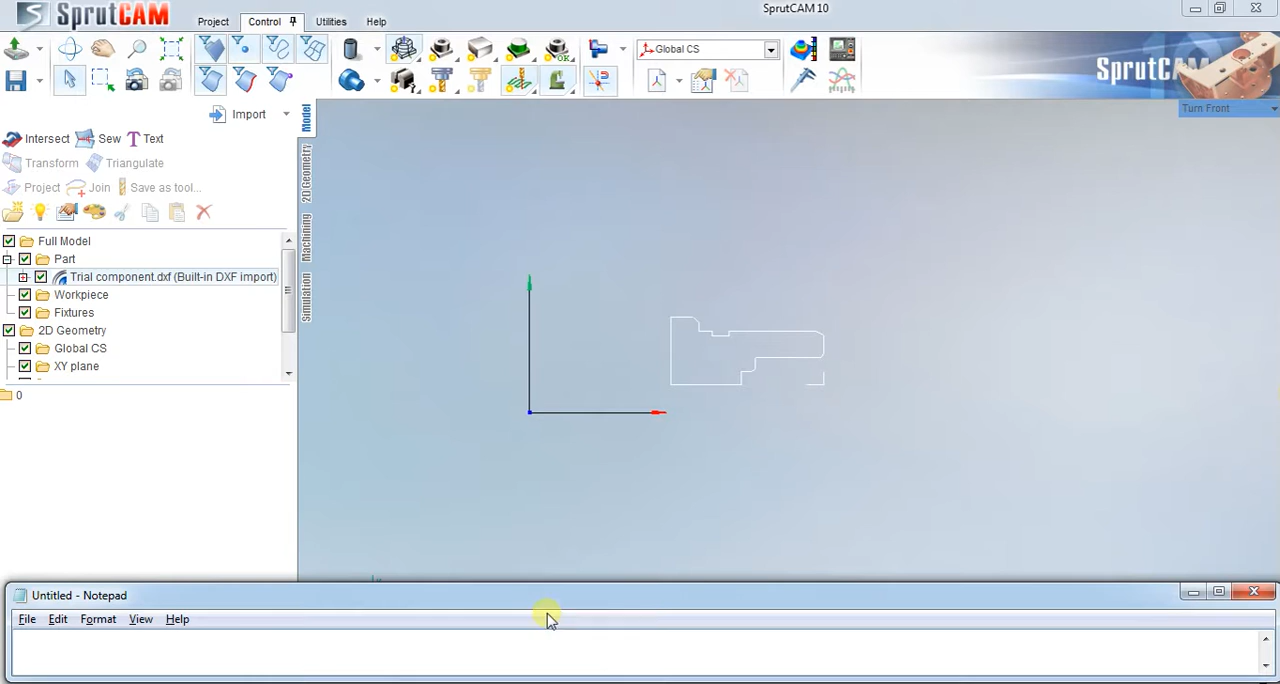 SprutCAM
SprutCAM 10
Project
Control
Utilities
Help
Global CS
SprutCAM
Turn Front
Import
Intersect
Sew
Text
Transform
Triangulate
Project
Join
Save as tool...
Full Model
Part
Trial component.dxf (Built-in DXF import)
Workpiece
Fixtures
2D Geometry
Global CS
XY plane
0
Model
2D Geometry
Machining
Simulation
Untitled - Notepad
File
Edit
Format
View
Help